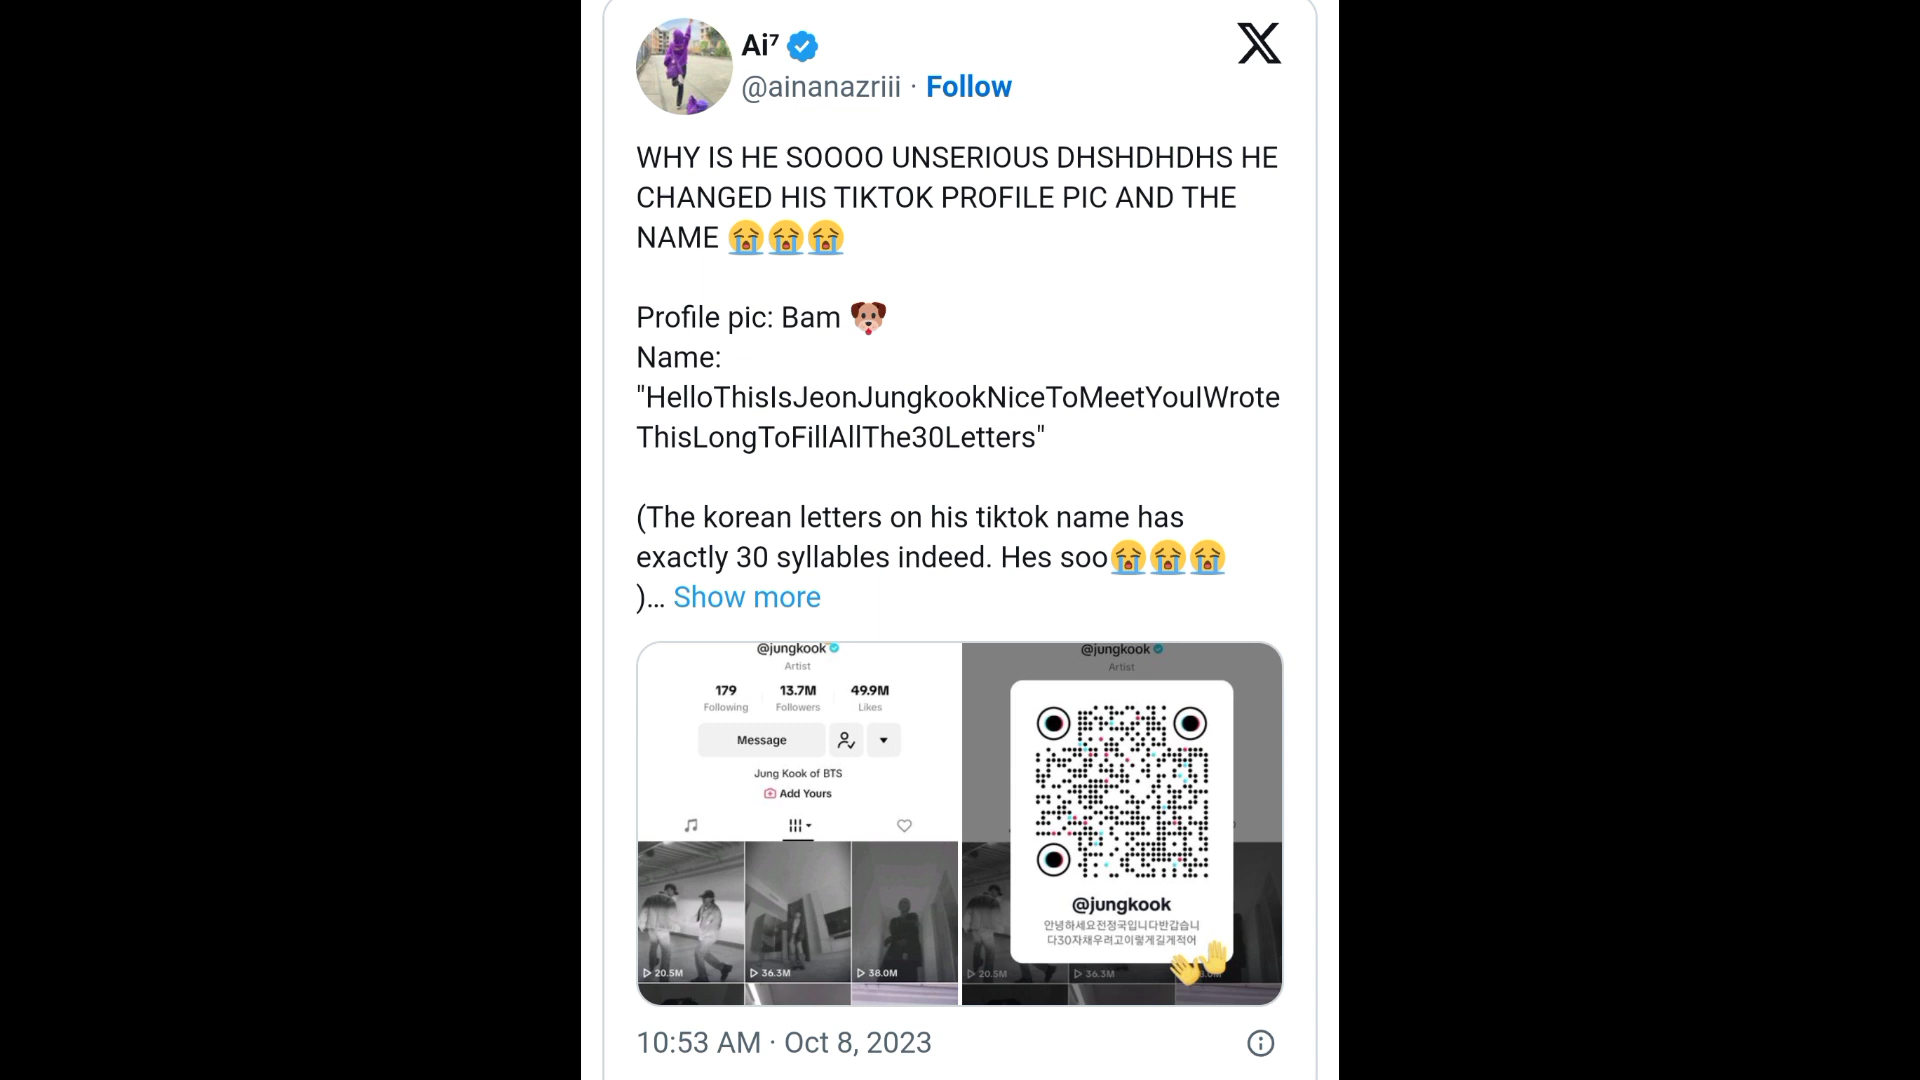 Ai⁷
@ainanazriii · Follow
WHY IS HE SOOOO UNSERIOUS DHSHDHDHS HE
CHANGED HIS TIKTOK PROFILE PIC AND THE
NAME 😭😭😭
Profile pic: Bam 🐶
Name:
"HelloThisIsJeonJungkookNiceToMeetYouIWrote
ThisLongToFillAllThe30Letters"
(The korean letters on his tiktok name has
exactly 30 syllables indeed. Hes soo😭😭😭
)... Show more
@jungkook
Artist
179 13.7M 49.9M
Following Followers Likes
Message
Jung Kook of BTS
Add Yours
20.5M 36.3M 38.0M
@jungkook
Artist
@jungkook
안녕하세요전정국입니다반갑습니
다30자채우려고이렇게길게적어
20.5M 36.3M
10:53 AM · Oct 8, 2023